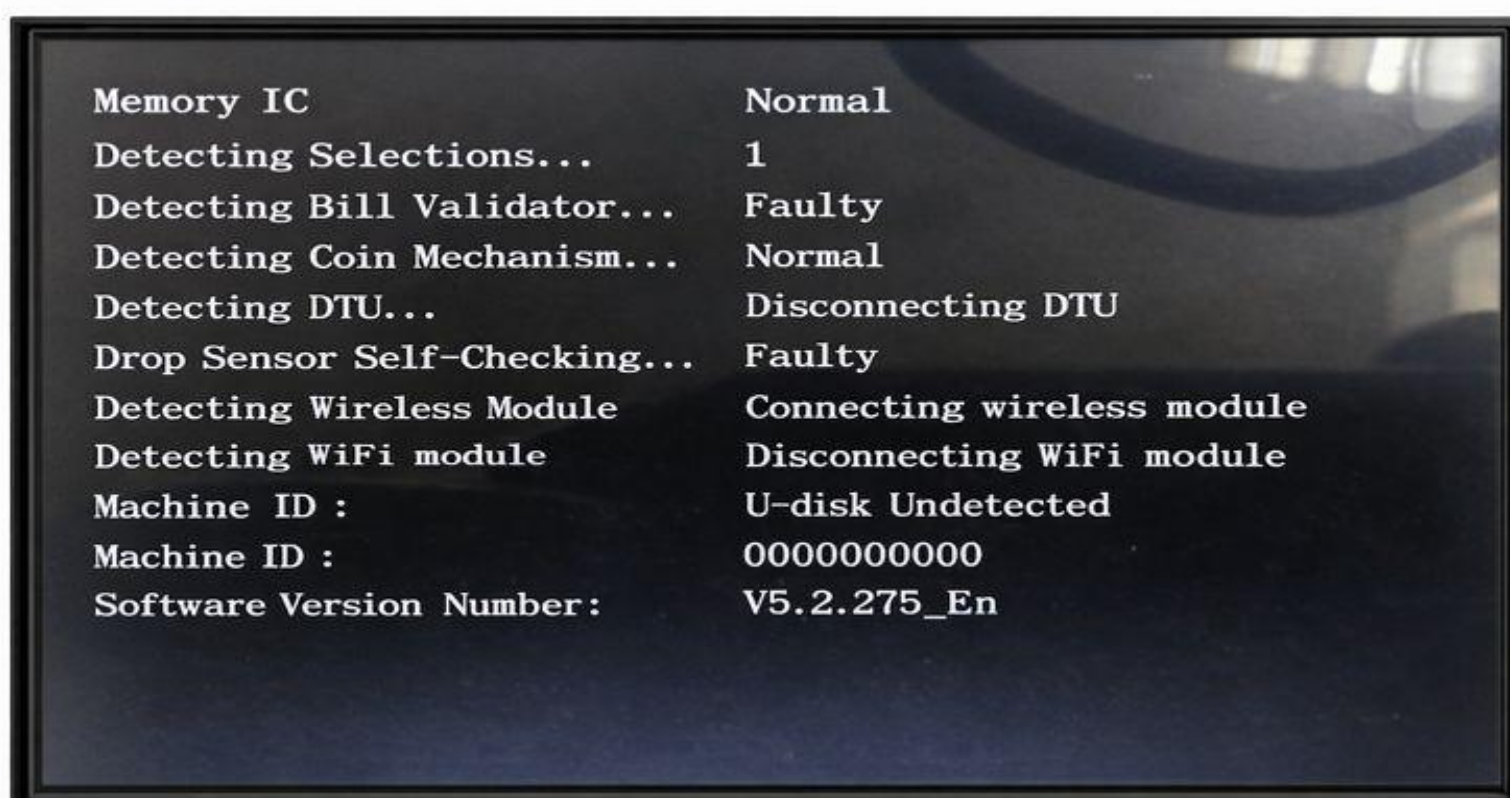 Memory IC Normal
Detecting Selections... 1
Detecting Bill Validator... Faulty
Detecting Coin Mechanism... Normal
Detecting DTU... Disconnecting DTU
Drop Sensor Self-Checking... Faulty
Detecting Wireless Module Connecting wireless module
Detecting WiFi module Disconnecting WiFi module
Machine ID : U-disk Undetected
Machine ID : 0000000000
Software Version Number: V5.2.275_En